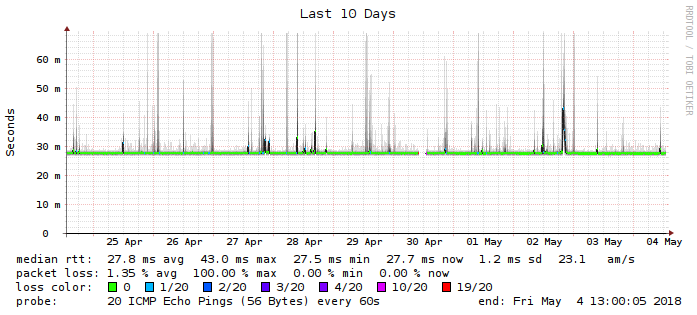 Last 10 Days
RRDTOOL / TOBI OETIKER
Seconds
60 m
50 m
40 m
30 m
20 m
10 m
0
25 Apr 26 Apr 27 Apr 28 Apr 29 Apr 30 Apr 01 May 02 May 03 May 04 May
median rtt: 27.8 ms avg 43.0 ms max 27.5 ms min 27.7 ms now 1.2 ms sd 23.1 am/s
packet loss: 1.35 % avg 100.00 % max 0.00 % min 0.00 % now
loss color: 0 1/20 2/20 3/20 4/20 10/20 19/20
probe: 20 ICMP Echo Pings (56 Bytes) every 60s end: Fri May 4 13:00:05 2018